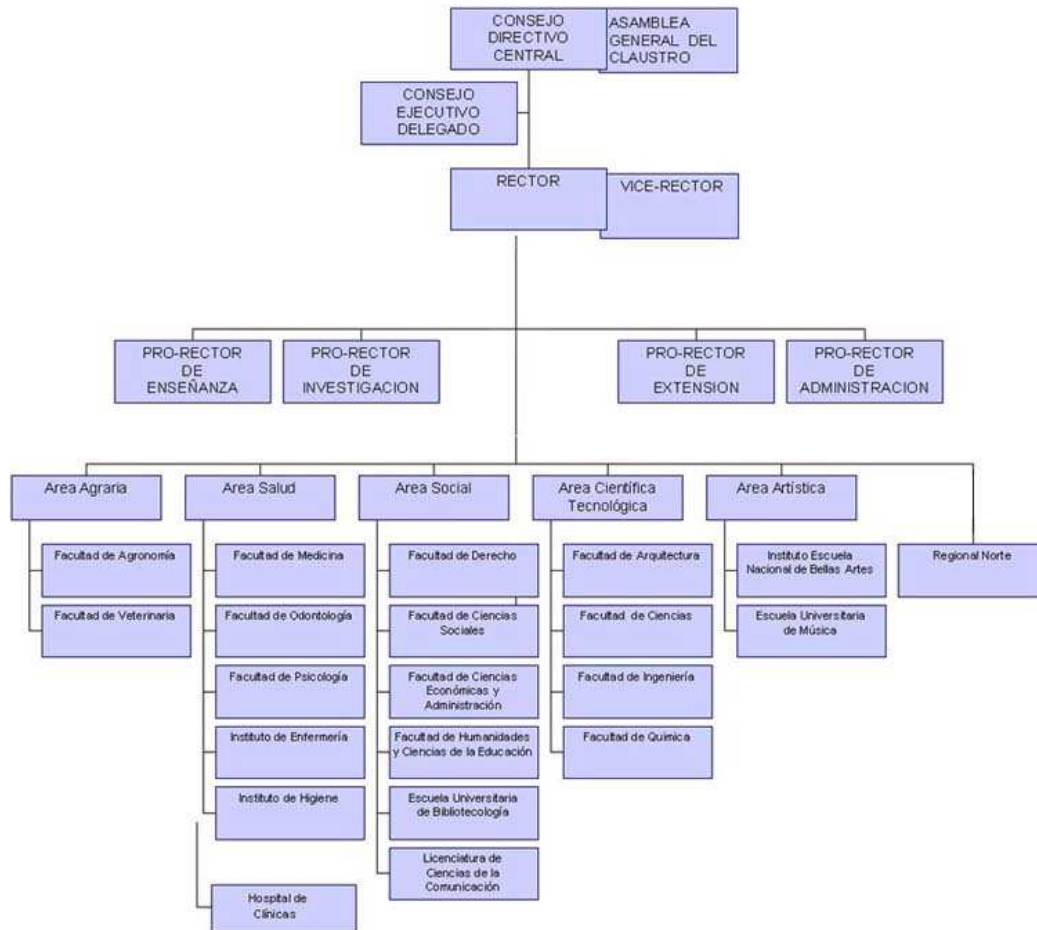 CONSEJO
DIRECTIVO
CENTRAL
ASAMBLEA
GENERAL DEL
CLAUSTRO
CONSEJO
EJECUTIVO
DELEGADO
RECTOR
VICE-RECTOR
PRO-RECTOR
DE
ENSEÑANZA
PRO-RECTOR
DE
INVESTIGACION
PRO-RECTOR
DE
EXTENSION
PRO-RECTOR
DE
ADMINISTRACION
Area Agraria
Facultad de Agronomía
Facultad de Veterinaria
Area Salud
Facultad de Medicina
Facultad de Odontología
Facultad de Psicología
Instituto de Enfermería
Instituto de Higiene
Hospital de
Clínicas
Area Social
Facultad de Derecho
Facultad de Ciencias
Sociales
Facultad de Ciencias
Económicas y
Administración
Facultad de Humanidades
y Ciencias de la Educación
Escuela Universitaria
de Bibliotecología
Licenciatura de
Ciencias de la
Comunicación
Area Científica
Tecnológica
Facultad de Arquitectura
Facultad de Ciencias
Facultad de Ingeniería
Facultad de Quimica
Area Artística
Instituto Escuela
Nacional de Bellas Artes
Escuela Universitaria
de Música
Regional Norte